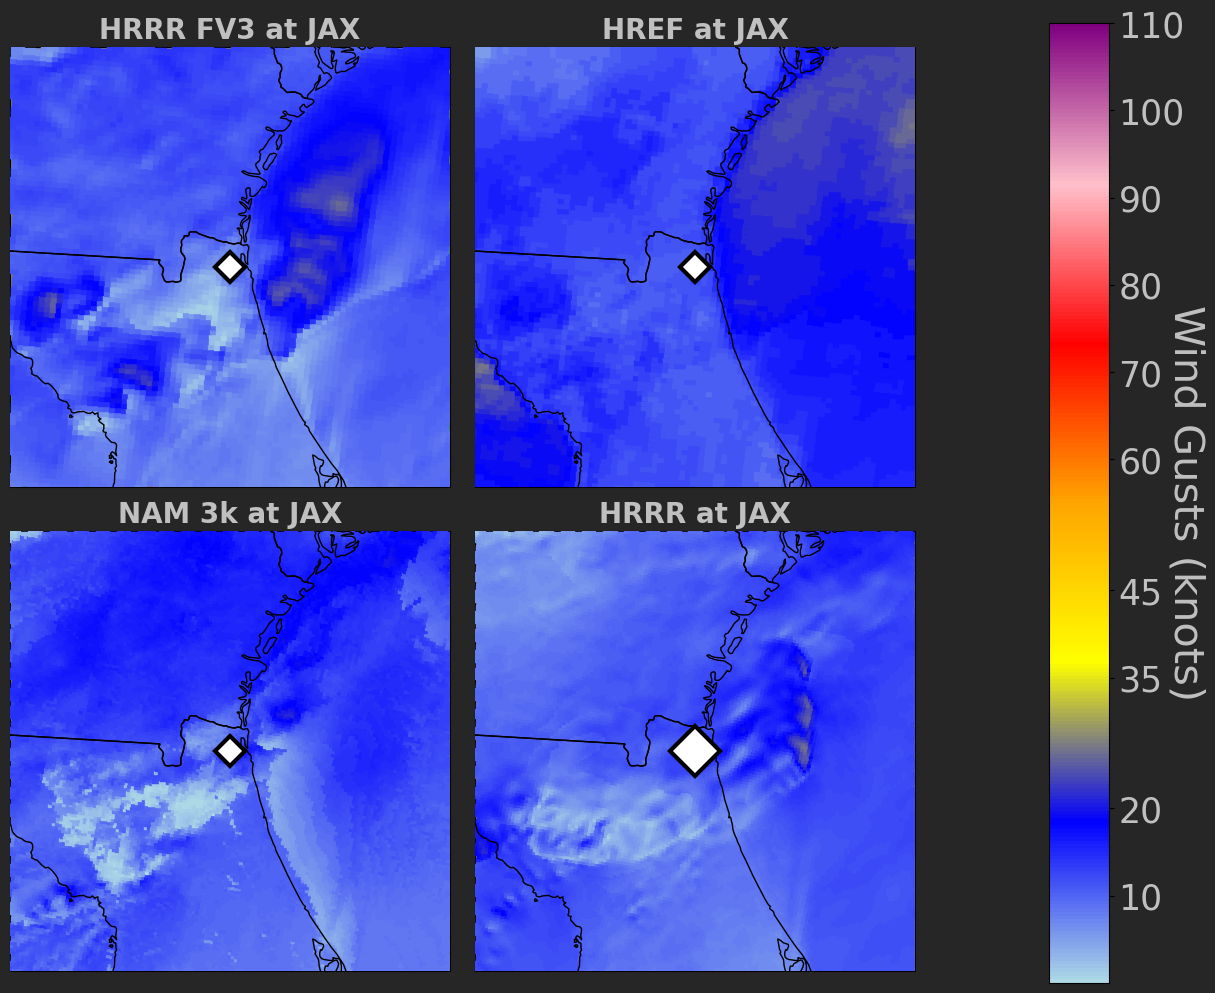 HRRR FV3 at JAX
HREF at JAX
NAM 3k at JAX
HRRR at JAX
110
100
90
80
70
60
45
35
20
10
Wind Gusts (knots)